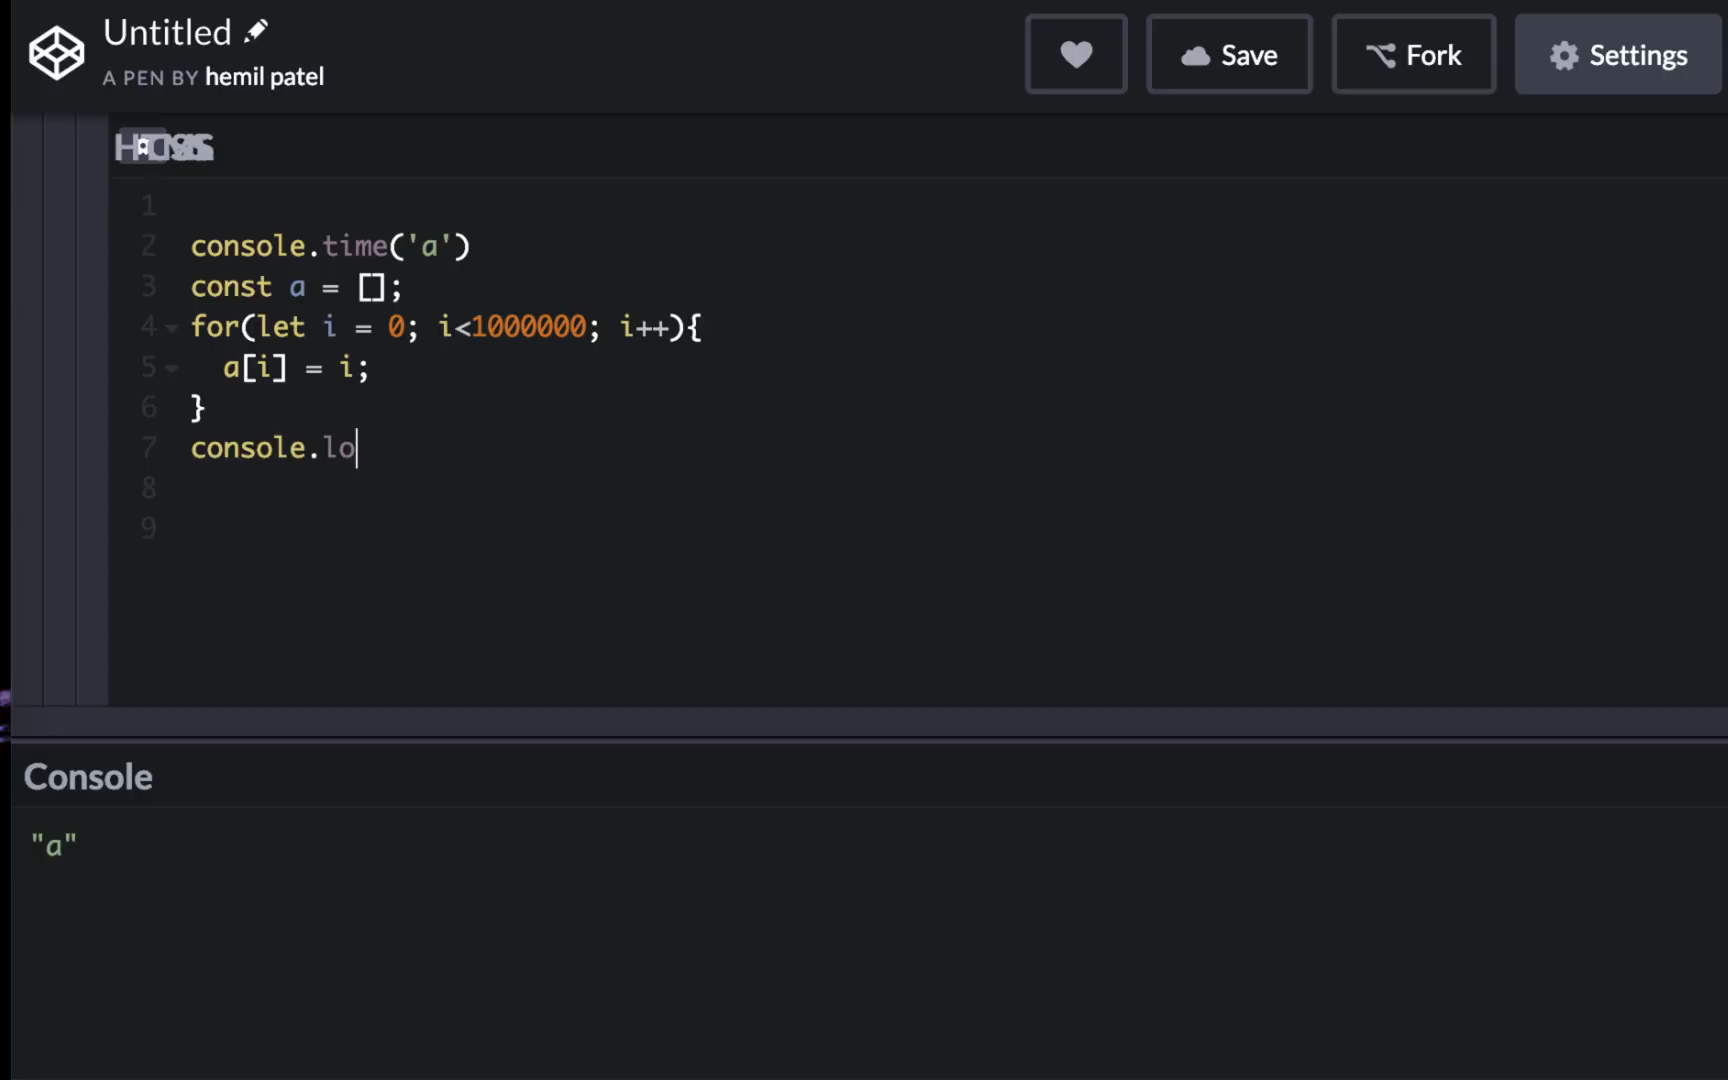 Untitled
A PEN BY hemil patel
Save
Fork
Settings
1
2 console.time('a')
3 const a = [];
4 for(let i = 0; i<1000000; i++){
5 a[i] = i;
6 }
7 console.lo
8
9
Console
"a"